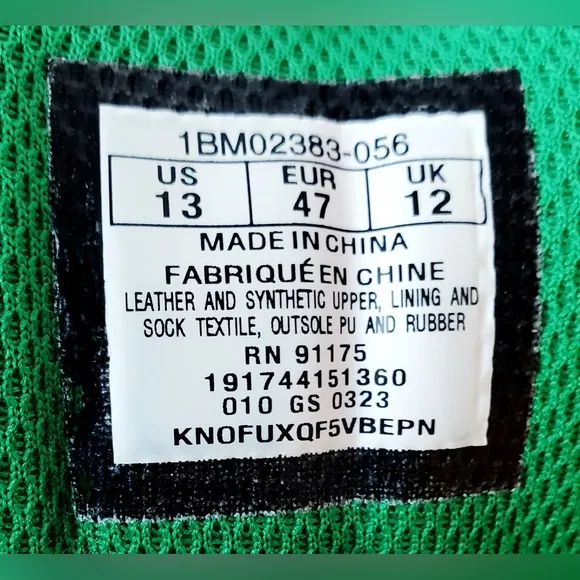 1BM02383-056
US EUR UK
13 47 12
MADE IN CHINA
FABRIQUÉ EN CHINE
LEATHER AND SYNTHETIC UPPER, LINING AND
SOCK TEXTILE, OUTSOLE PU AND RUBBER
RN 91175
191744151360
010 GS 0323
KNOFUXQF5VBEPN